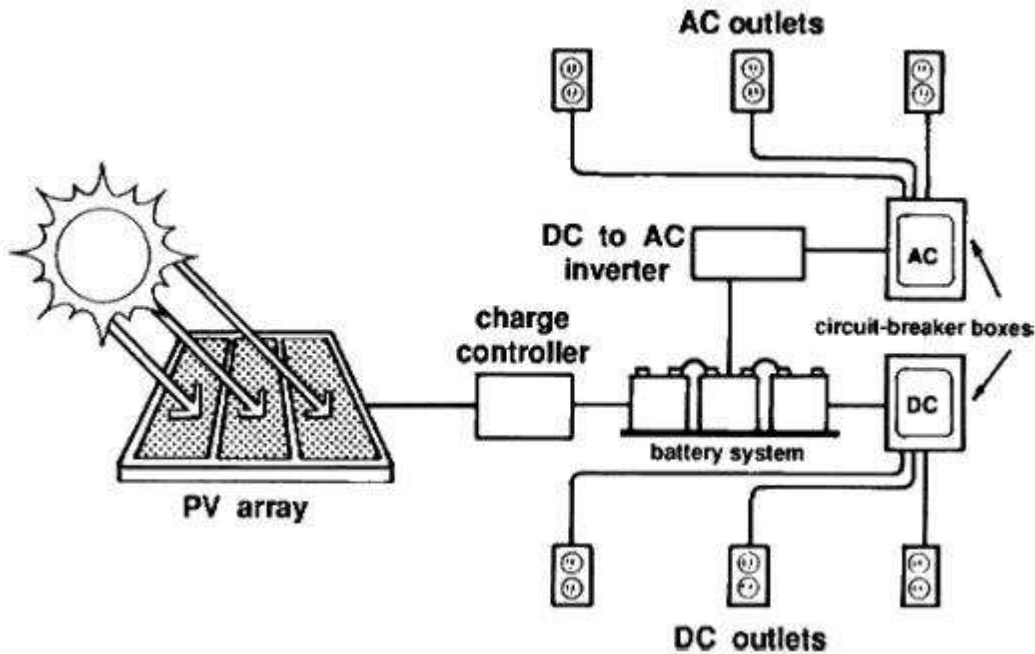 AC outlets
DC to AC
inverter
AC
charge
controller
circuit-breaker boxes
DC
battery system
PV array
DC outlets